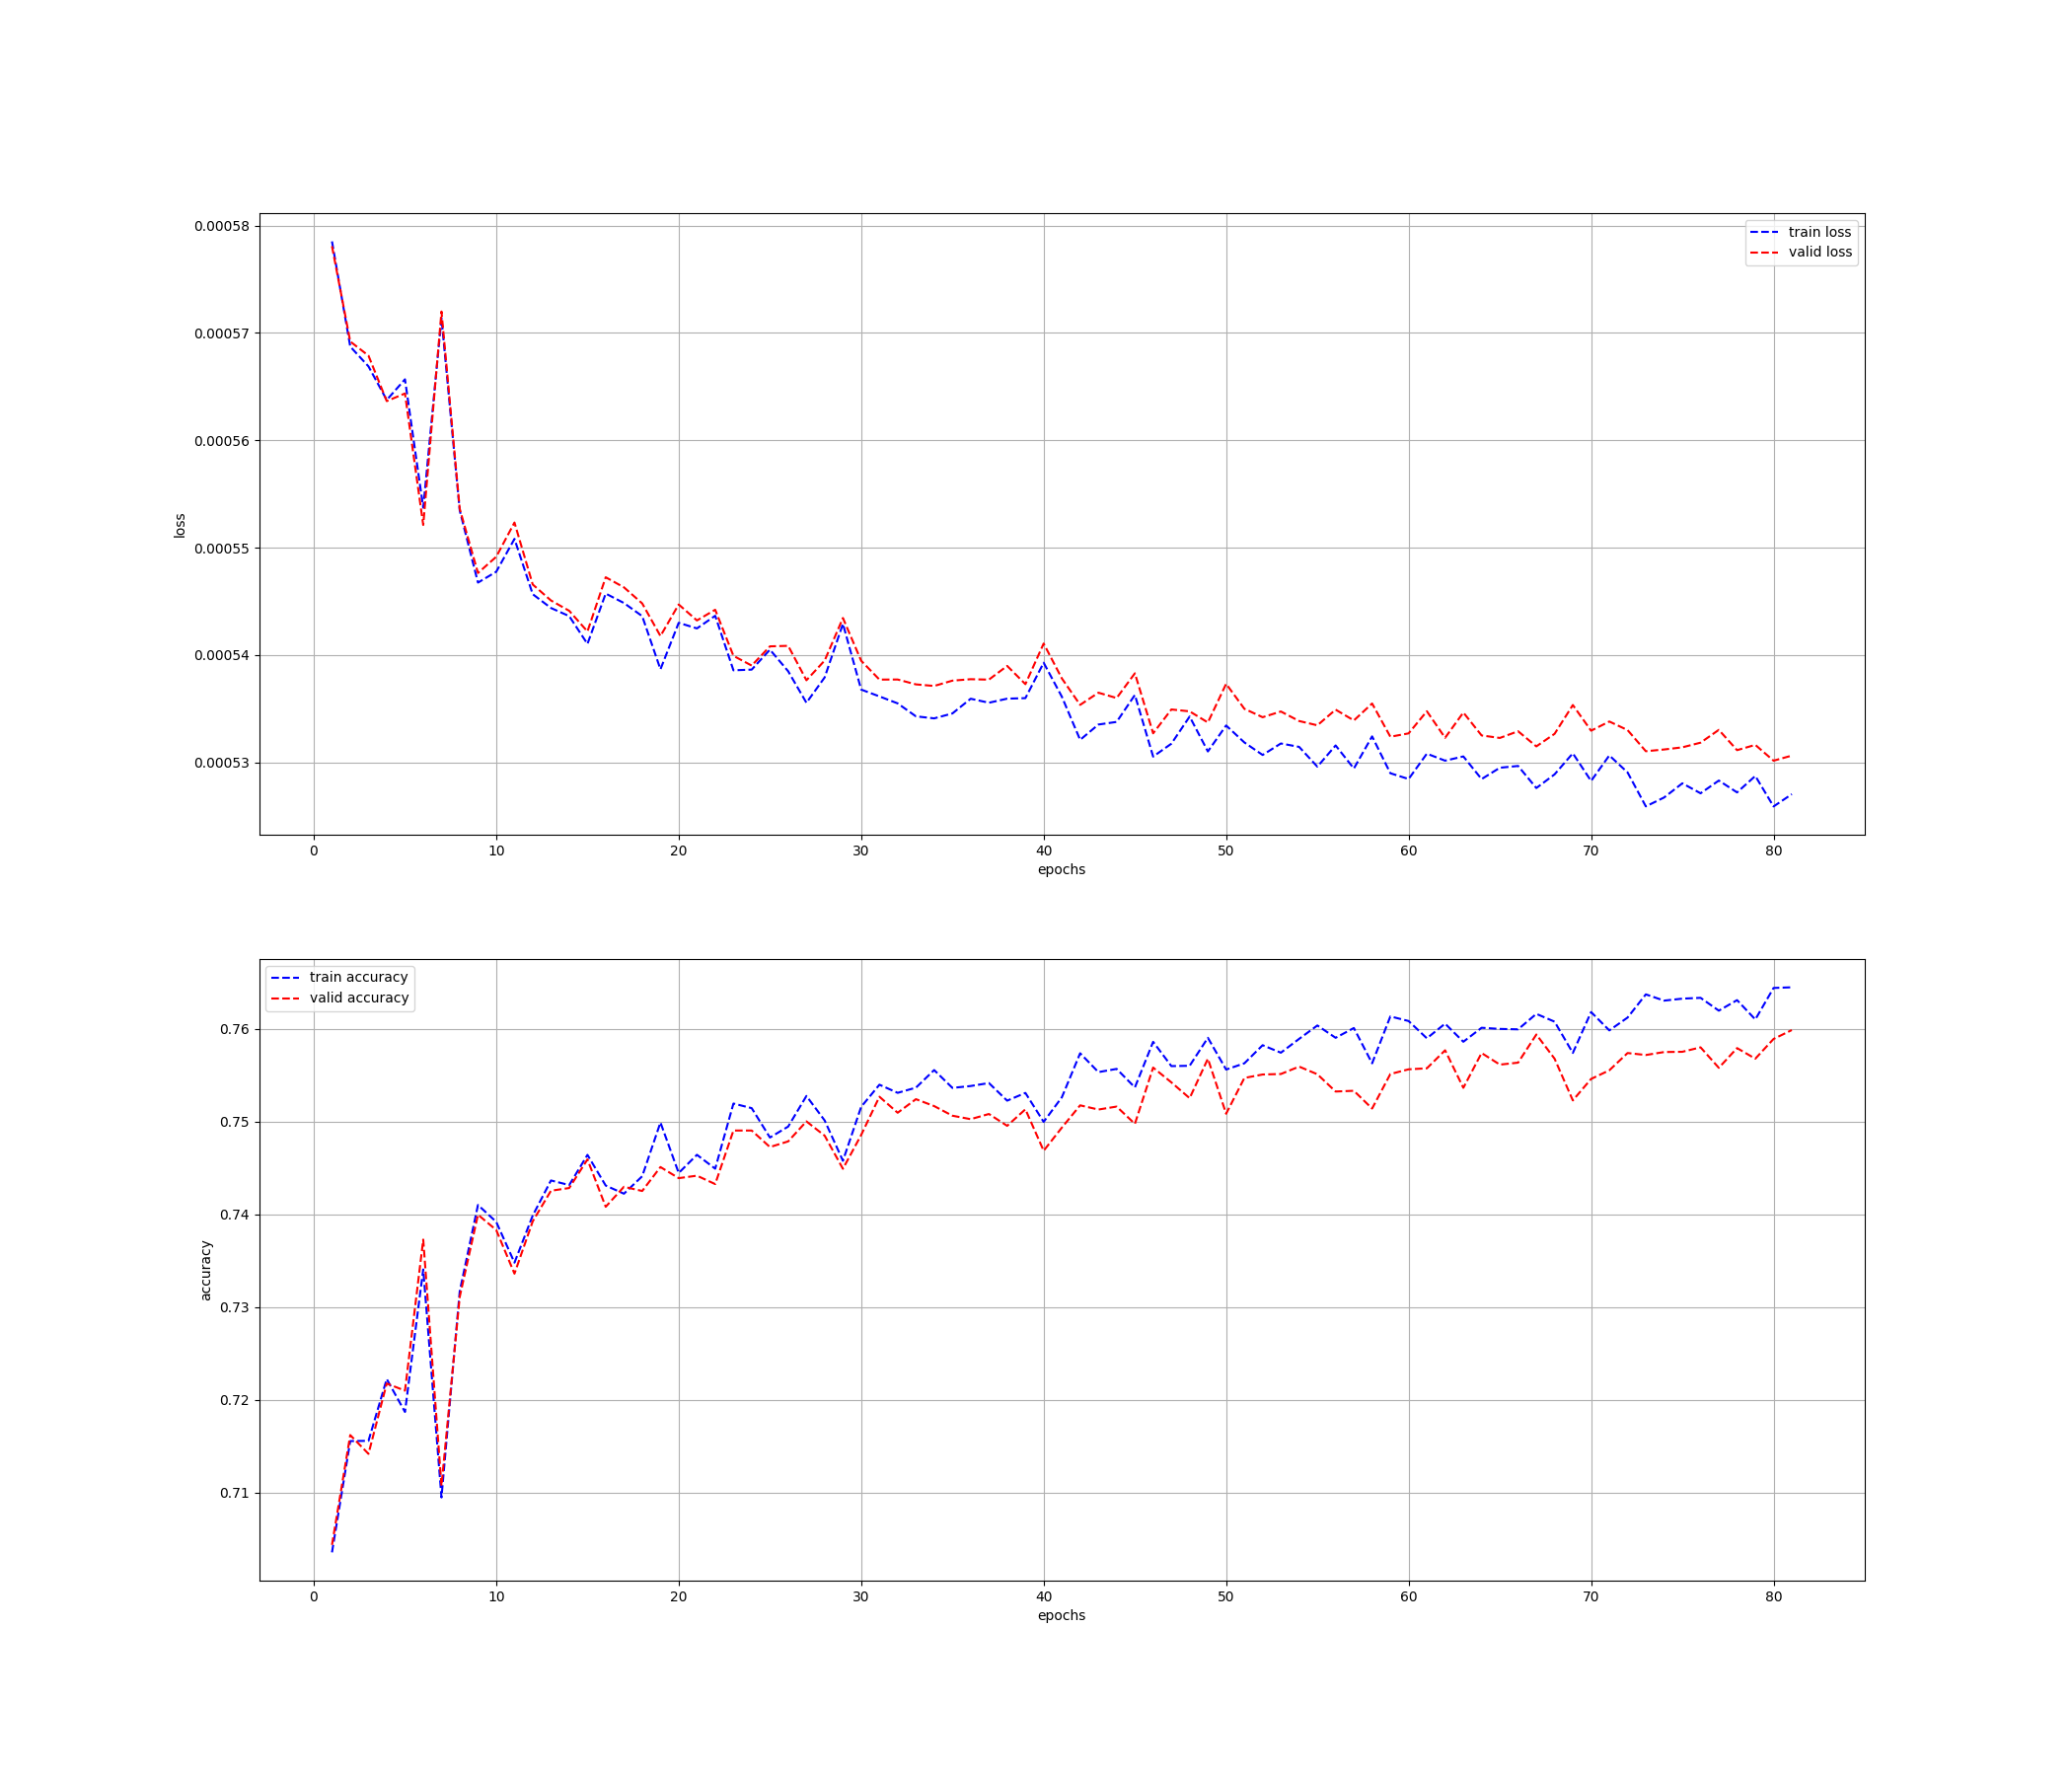 train loss
valid loss
0.00058
0.00057
0.00056
0.00055
0.00054
0.00053
loss
0 10 20 30 40 50 60 70 80
epochs
train accuracy
valid accuracy
0.76
0.75
0.74
0.73
0.72
0.71
accuracy
0 10 20 30 40 50 60 70 80
epochs